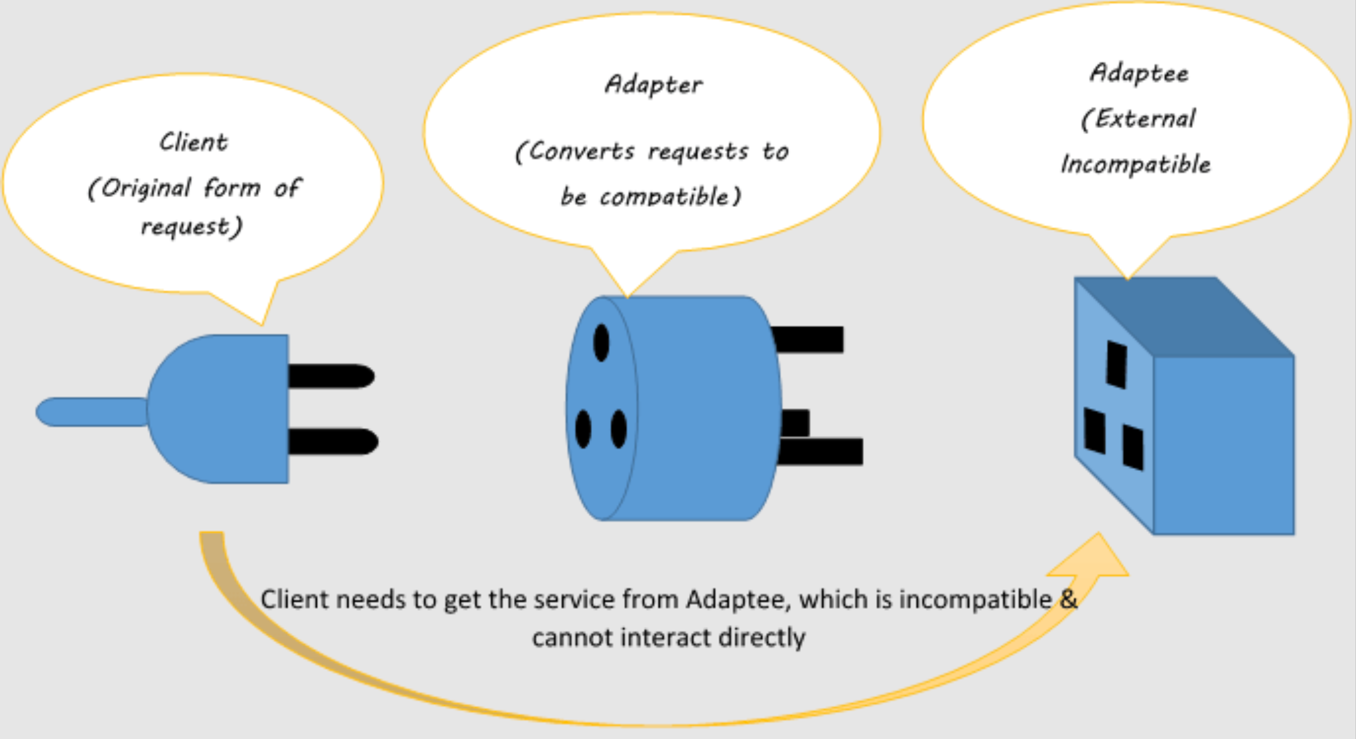 Client
(Original form of
request)
Adapter
(Converts requests to
be compatible)
Adaptee
(External
Incompatible
Client needs to get the service from Adaptee, which is incompatible &
cannot interact directly